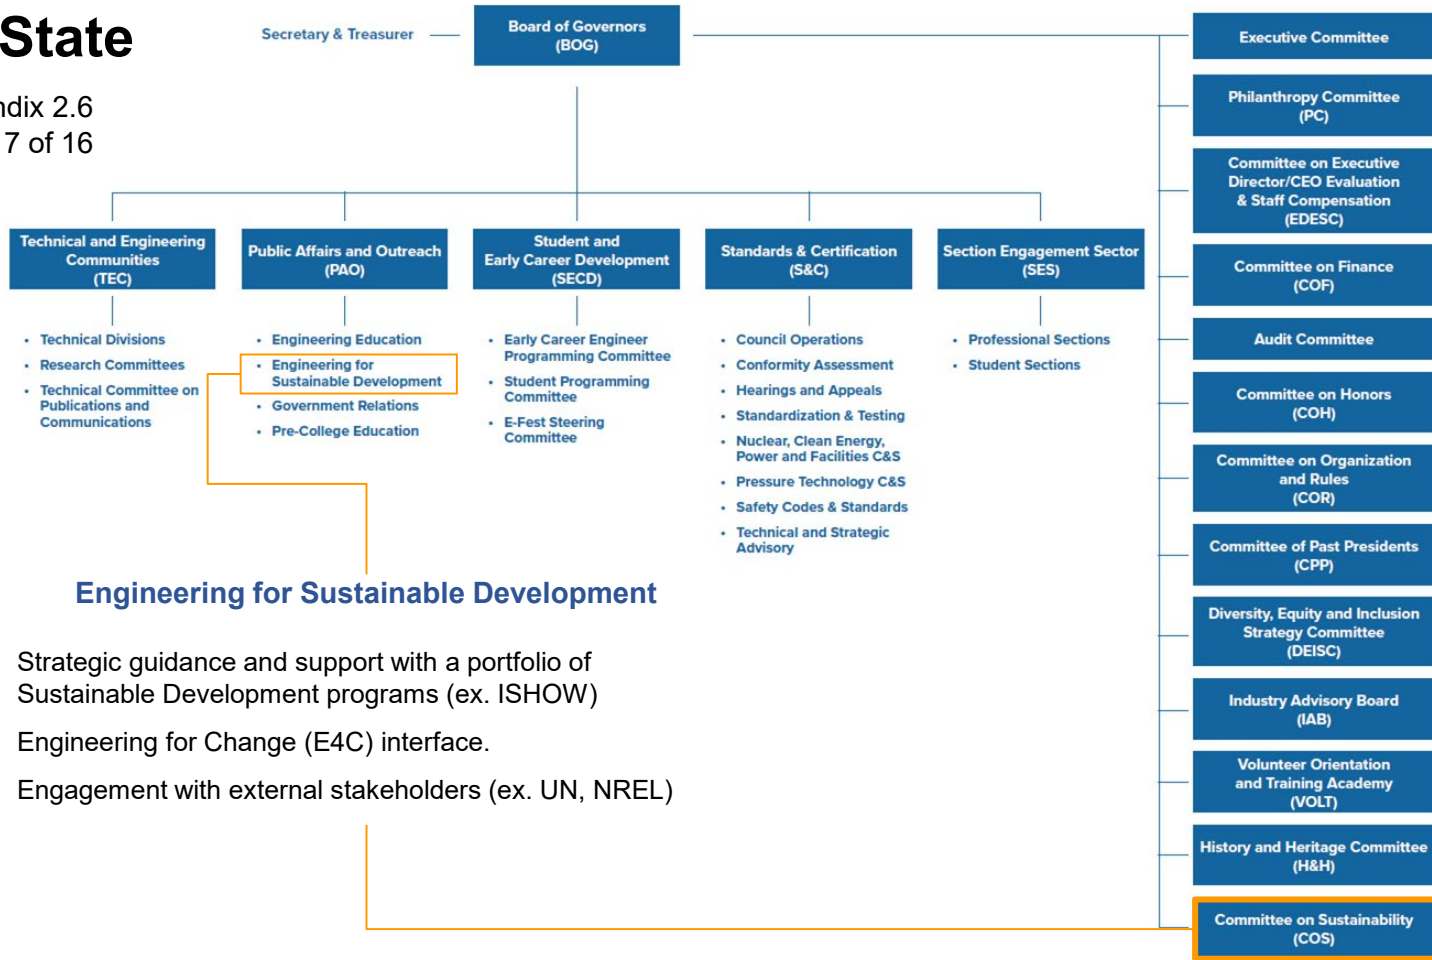 State
ndix 2.6
7 of 16
Secretary & Treasurer
Board of Governors
(BOG)
Technical and Engineering
Communities
(TEC)
• Technical Divisions
• Research Committees
• Technical Committee on
Publications and
Communications
Public Affairs and Outreach
(PAO)
• Engineering Education
• Engineering for
Sustainable Development
• Government Relations
• Pre-College Education
Student and
Early Career Development
(SECD)
• Early Career Engineer
Programming Committee
• Student Programming
Committee
• E-Fest Steering
Committee
Standards & Certification
(S&C)
• Council Operations
• Conformity Assessment
• Hearings and Appeals
• Standardization & Testing
• Nuclear, Clean Energy,
Power and Facilities C&S
• Pressure Technology C&S
• Safety Codes & Standards
• Technical and Strategic
Advisory
Section Engagement Sector
(SES)
• Professional Sections
• Student Sections
Executive Committee
Philanthropy Committee
(PC)
Committee on Executive
Director/CEO Evaluation
& Staff Compensation
(EDESC)
Committee on Finance
(COF)
Audit Committee
Committee on Honors
(COH)
Committee on Organization
and Rules
(COR)
Committee of Past Presidents
(CPP)
Diversity, Equity and Inclusion
Strategy Committee
(DEISC)
Industry Advisory Board
(IAB)
Volunteer Orientation
and Training Academy
(VOLT)
History and Heritage Committee
(H&H)
Committee on Sustainability
(COS)
Engineering for Sustainable Development
Strategic guidance and support with a portfolio of
Sustainable Development programs (ex. ISHOW)
Engineering for Change (E4C) interface.
Engagement with external stakeholders (ex. UN, NREL)